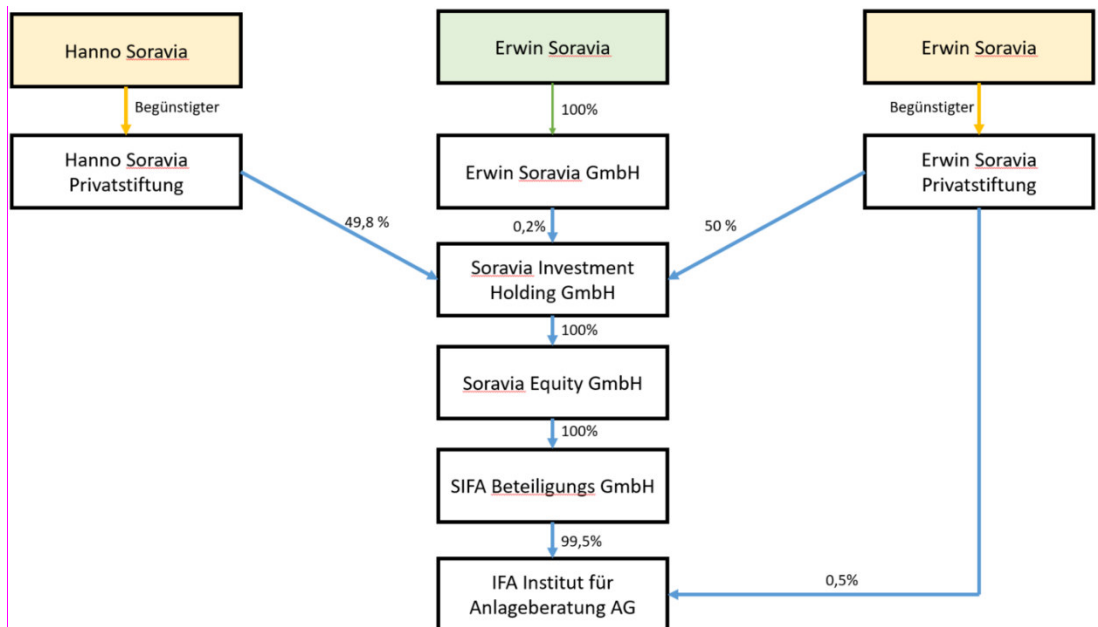 Hanno Soravia
Erwin Soravia
Erwin Soravia
Begünstigter
100%
Begünstigter
Hanno Soravia
Privatstiftung
Erwin Soravia GmbH
Erwin Soravia
Privatstiftung
49,8 %
0,2%
50 %
Soravia Investment
Holding GmbH
100%
Soravia Equity GmbH
100%
SIFA Beteiligungs GmbH
99,5%
IFA Institut für
Anlageberatung AG
0,5%